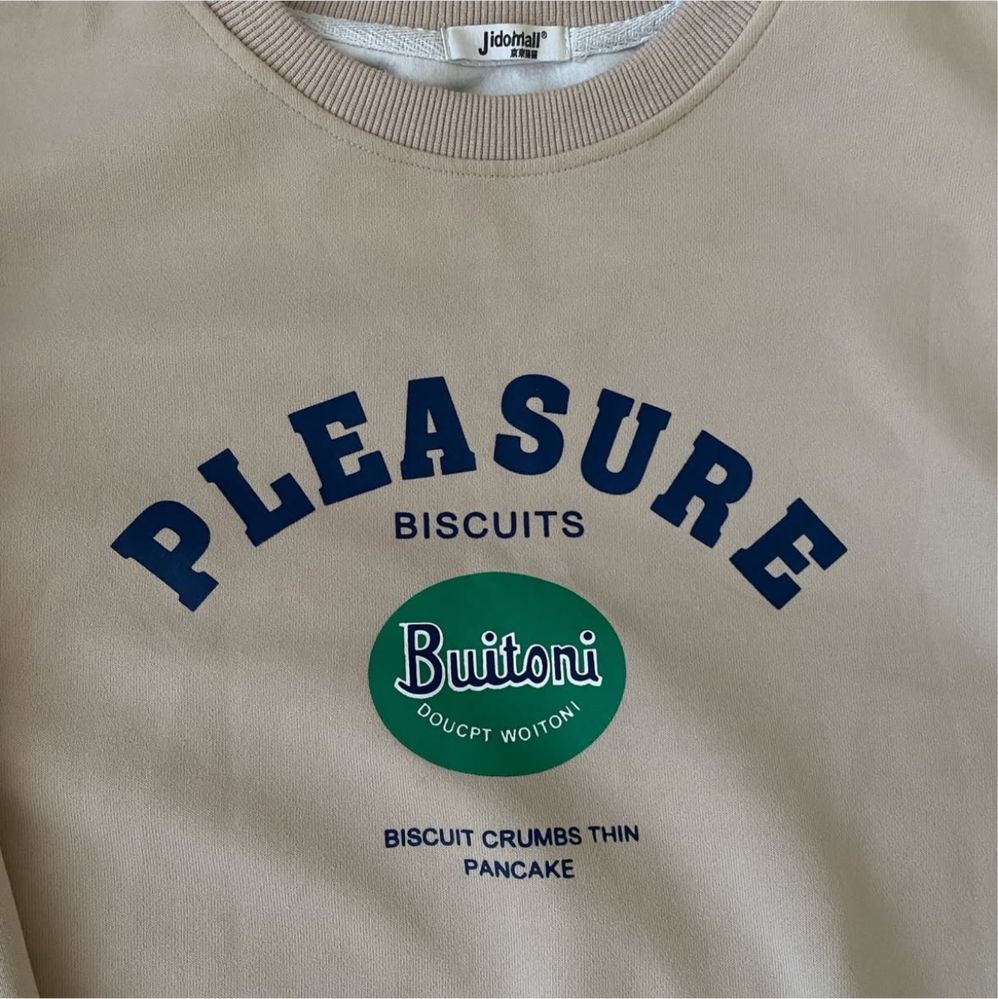 Jidomall®
PLEASURE
BISCUITS
Buitoni
DOUCPT WOITONI
BISCUIT CRUMBS THIN
PANCAKE